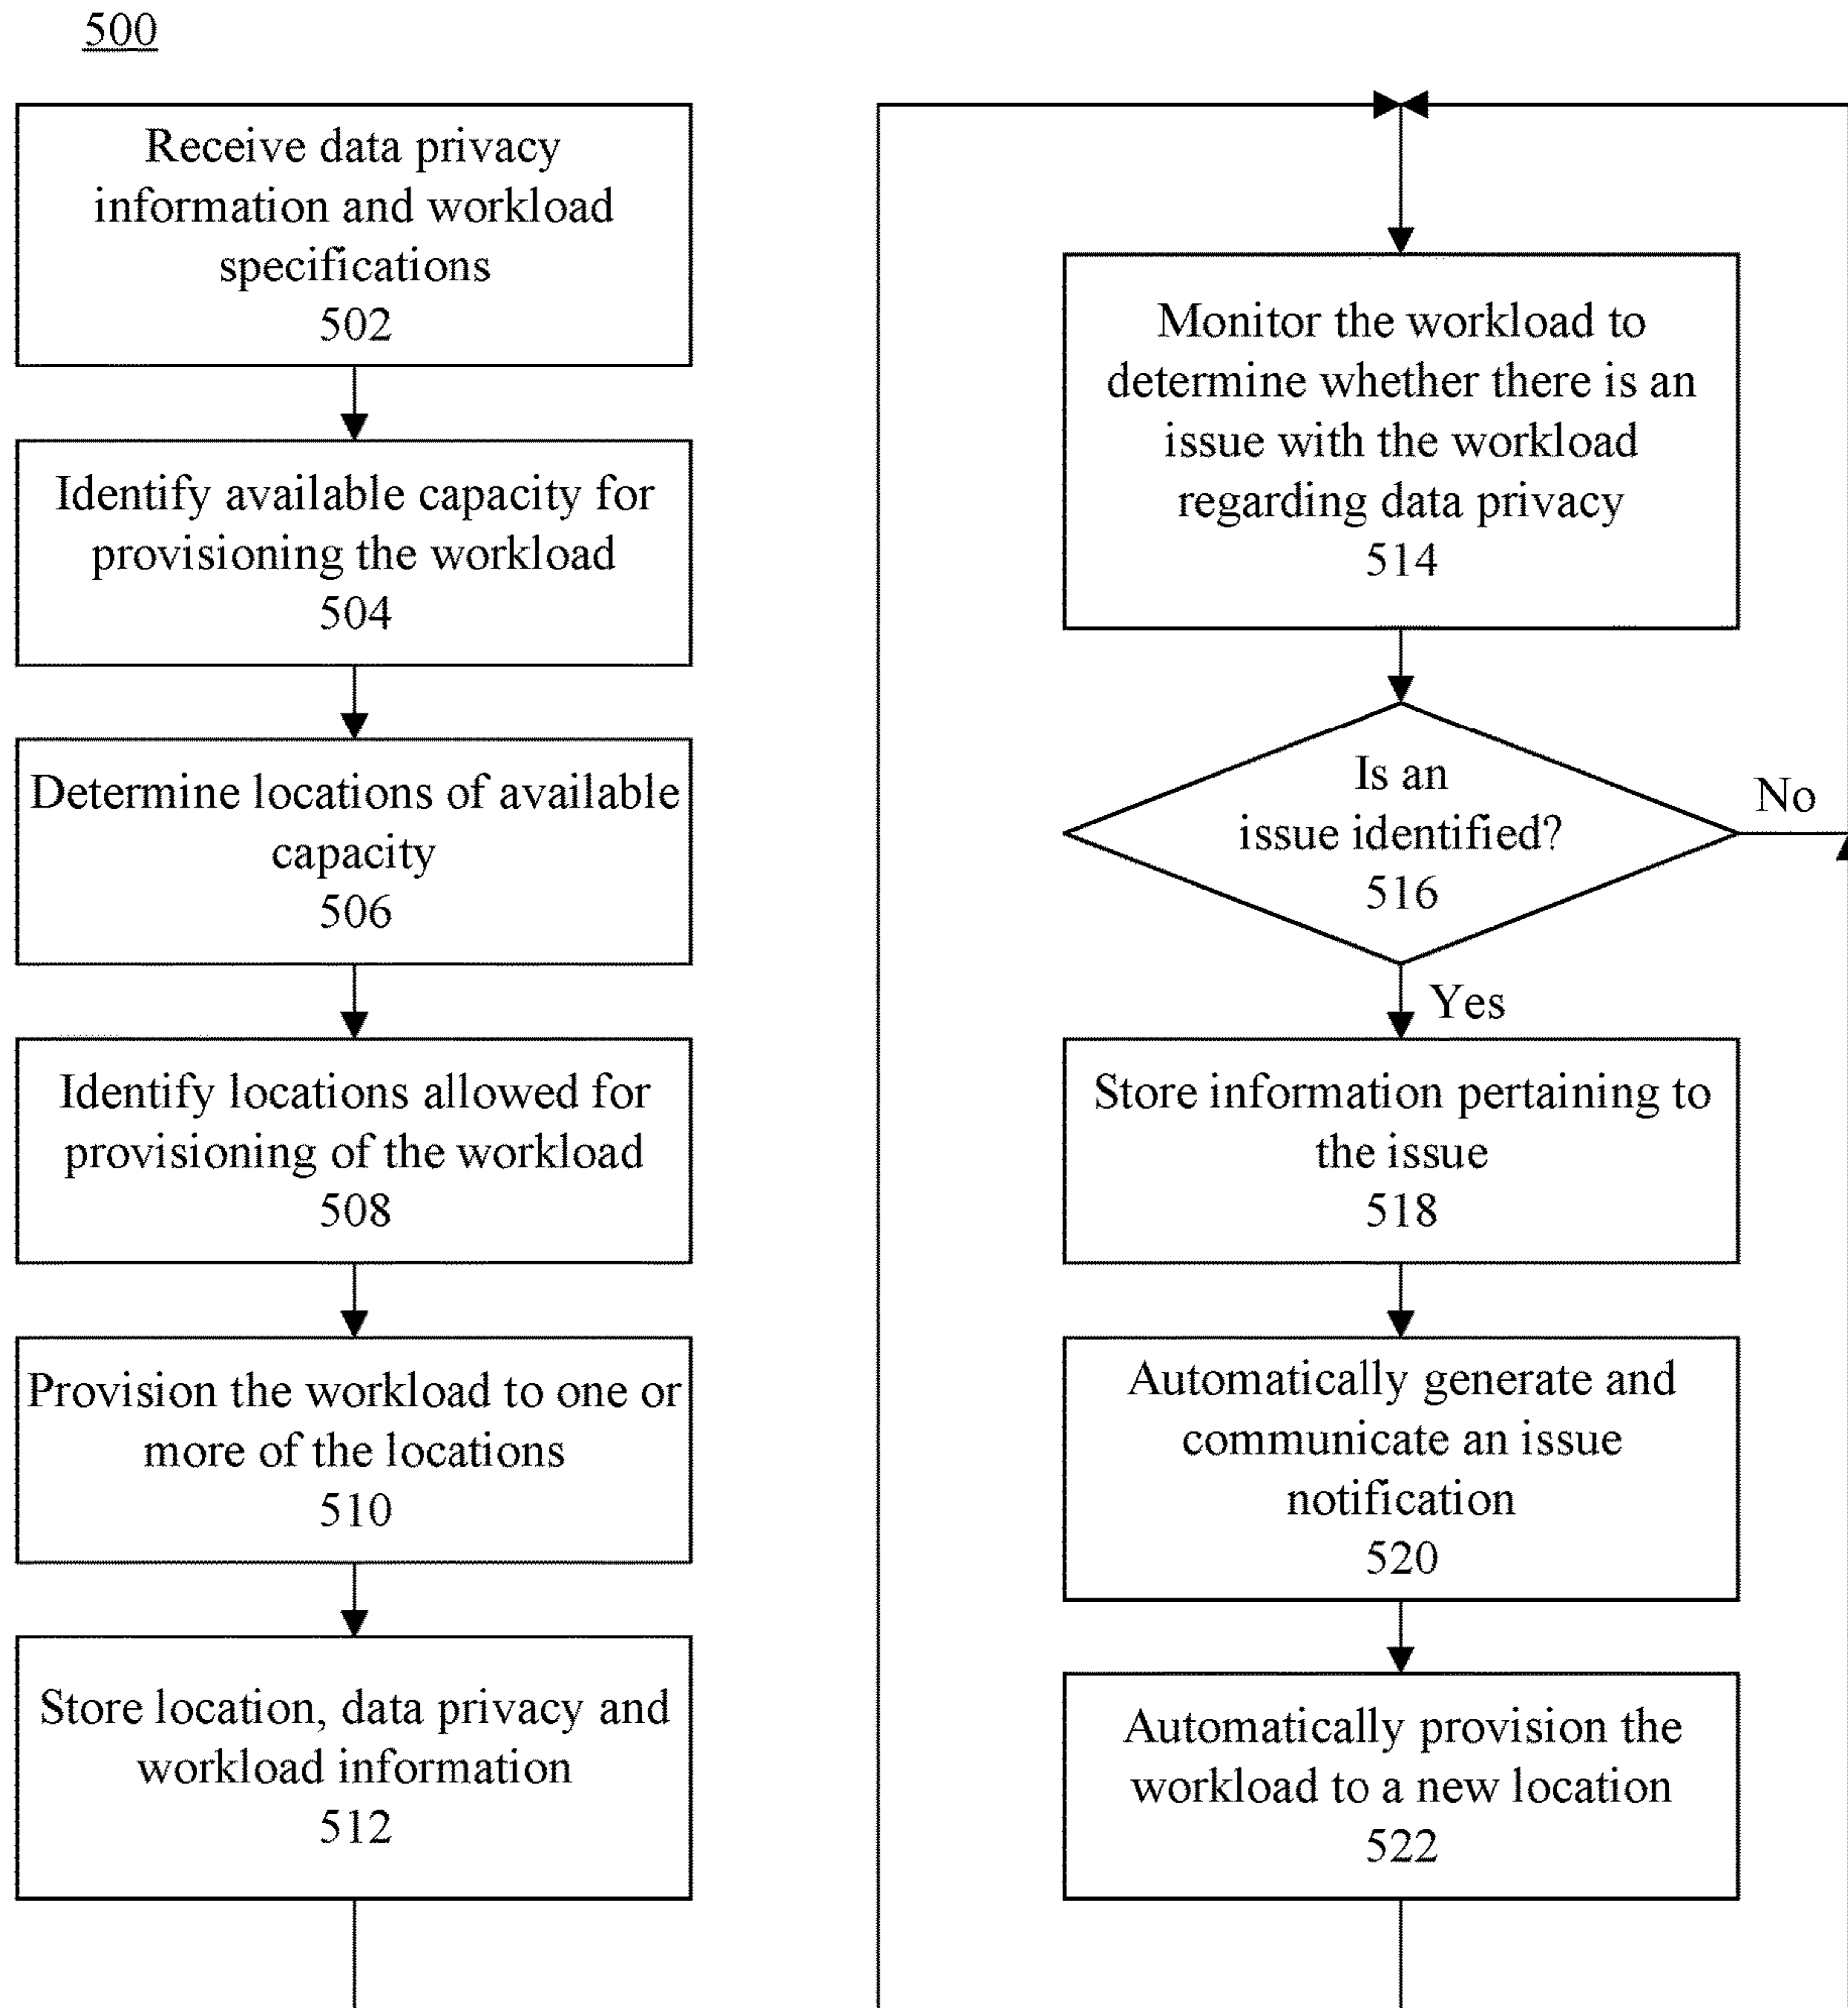 500
Receive data privacy
information and workload
specifications
502
Identify available capacity for
provisioning the workload
504
Determine locations of available
capacity
506
Identify locations allowed for
provisioning of the workload
508
Provision the workload to one or
more of the locations
510
Store location, data privacy and
workload information
512
Monitor the workload to
determine whether there is an
issue with the workload
regarding data privacy
514
Is an
issue identified?
516
No
Yes
Store information pertaining to
the issue
518
Automatically generate and
communicate an issue
notification
520
Automatically provision the
workload to a new location
522